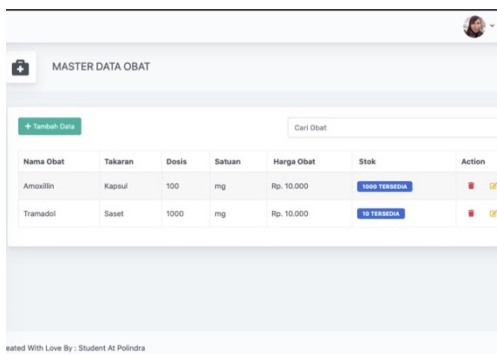 MASTER DATA OBAT
+ Tambah Data
Cari Obat
Nama Obat Takaran Dosis Satuan Harga Obat Stok Action
Amoxillin Kapsul 100 mg Rp. 10.000 1000 TERSEDIA
Tramadol Saset 1000 mg Rp. 10.000 10 TERSEDIA
eated With Love By : Student At Polindra